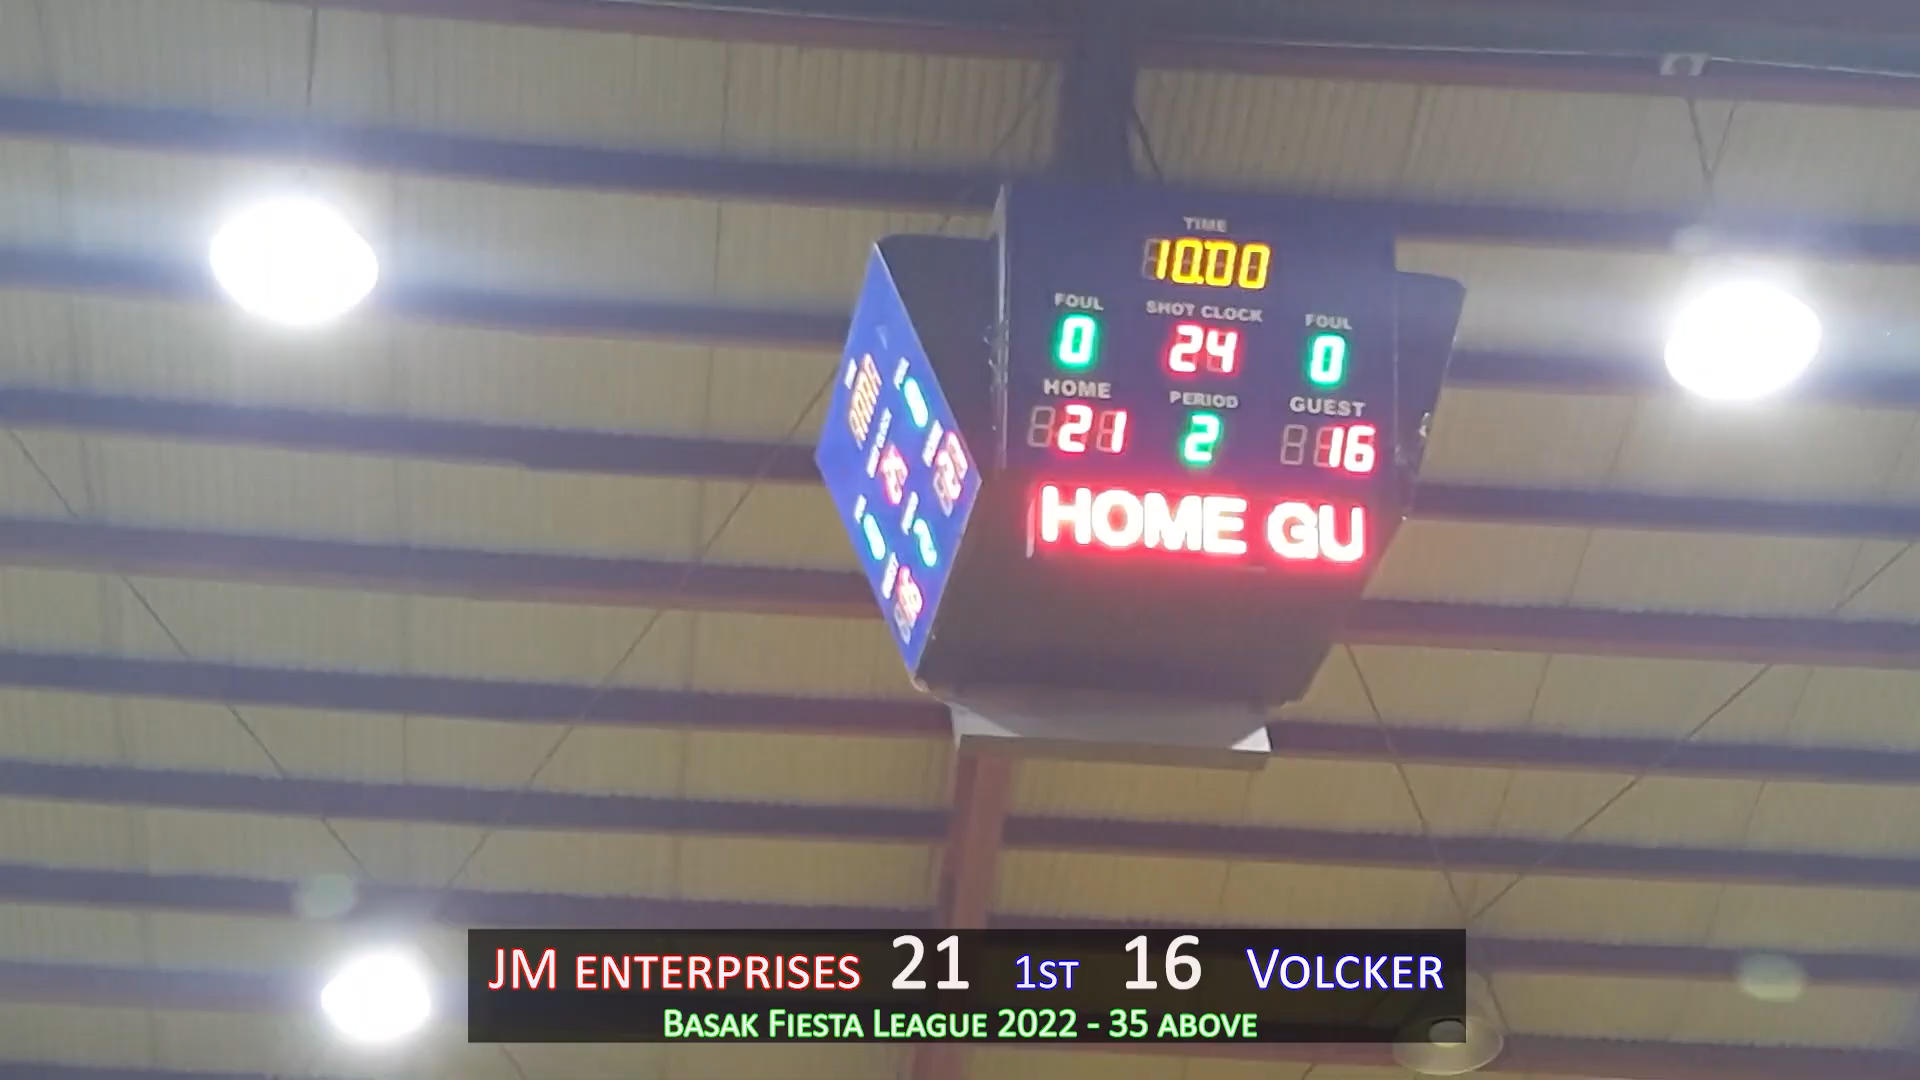 TIME
10:00
FOUL SHOT CLOCK FOUL
0 24 0
HOME PERIOD GUEST
21 2 16
HOME GU
JM ENTERPRISES 21 1ST 16 VOLCKER
BASAK FIESTA LEAGUE 2022 - 35 ABOVE